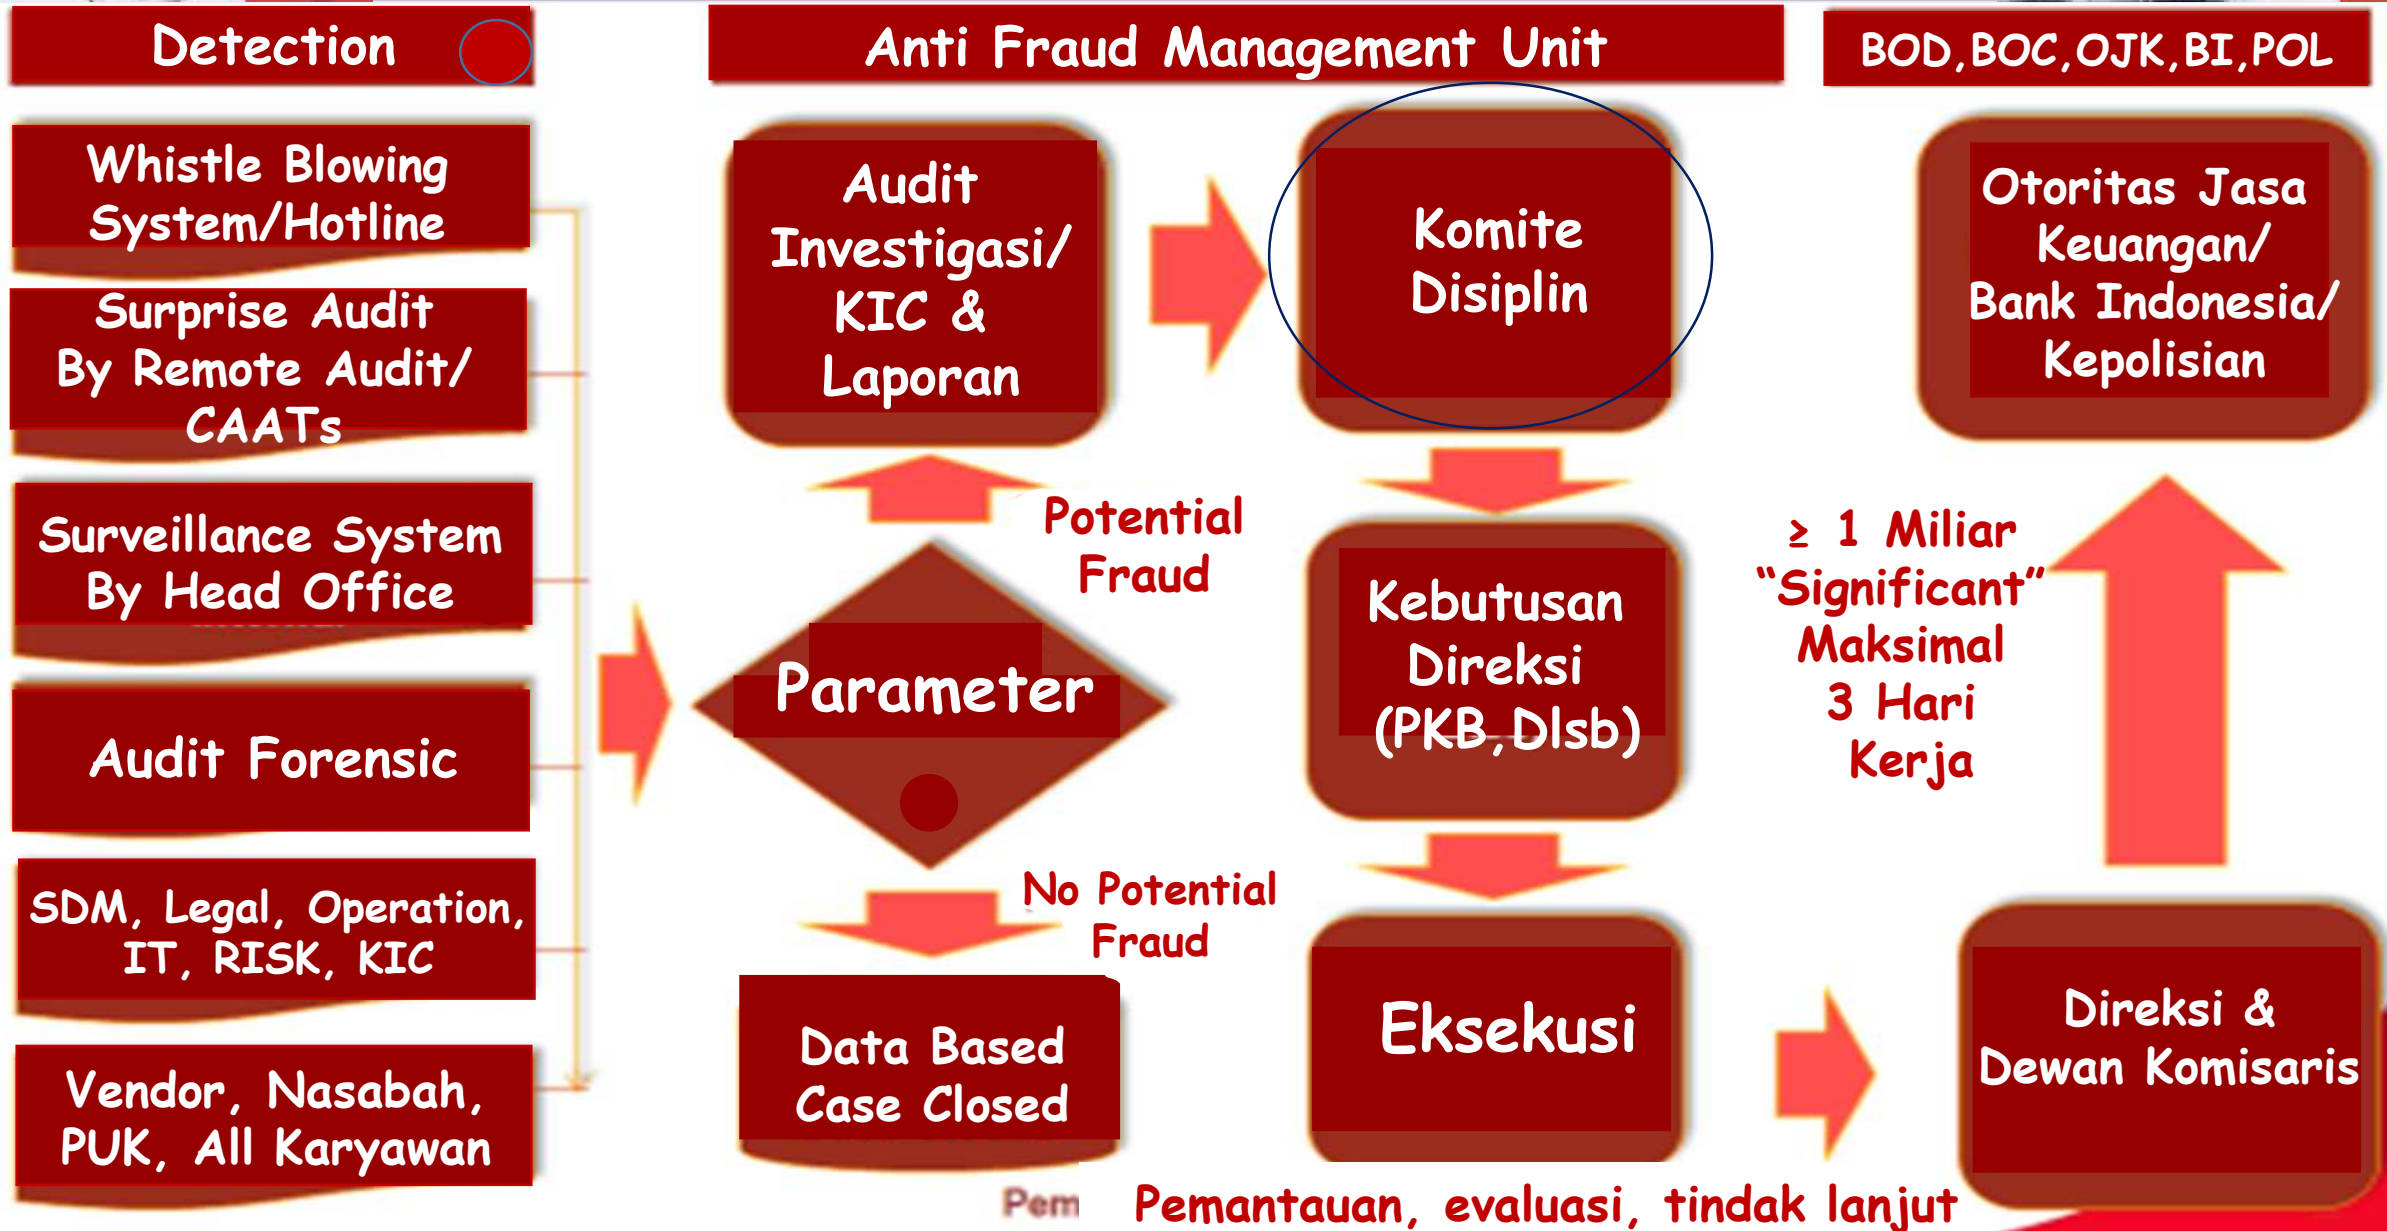 Detection
Whistle Blowing
System/Hotline
Surprise Audit
By Remote Audit/
CAATs
Surveillance System
By Head Office
Audit Forensic
SDM, Legal, Operation,
IT, RISK, KIC
Vendor, Nasabah,
PUK, All Karyawan
Anti Fraud Management Unit
Audit
Investigasi/
KIC &
Laporan
Komite
Disiplin
Potential
Fraud
Parameter
Kebutusan
Direksi
(PKB,Dlsb)
No Potential
Fraud
Data Based
Case Closed
Eksekusi
Pem
Pemantauan, evaluasi, tindak lanjut
BOD,BOC,OJK,BI,POL
Otoritas Jasa
Keuangan/
Bank Indonesia/
Kepolisian
≥ 1 Miliar
“Significant”
Maksimal
3 Hari
Kerja
Direksi &
Dewan Komisaris